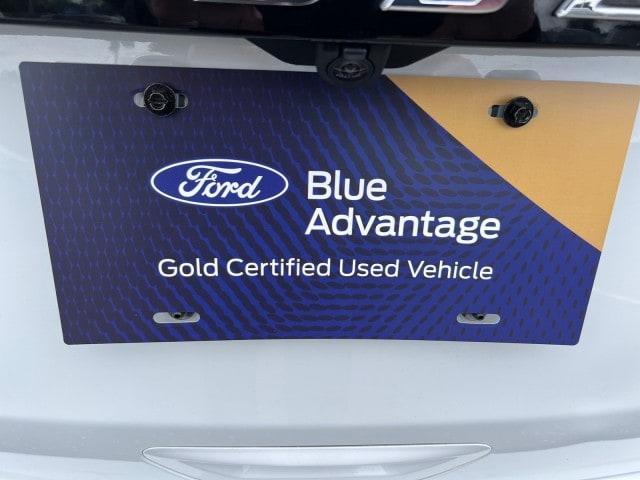 Ford
Blue
Advantage
Gold Certified Used Vehicle